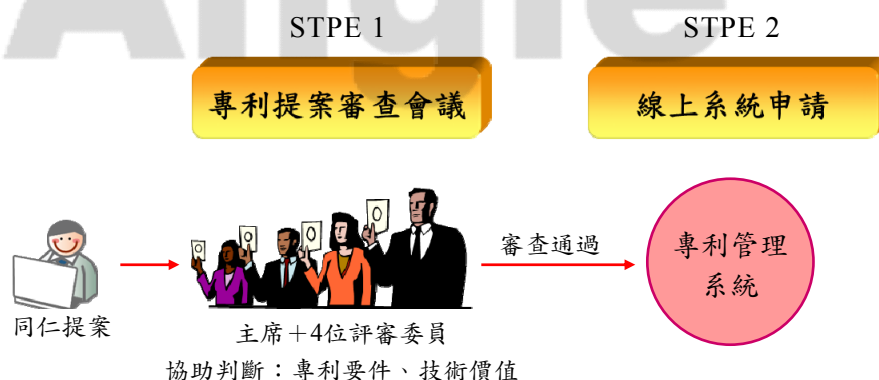 Angle
STPE 1
STPE 2
專利提案審查會議
線上系統申請
審查通過
專利管理
系統
同仁提案
主席＋4位評審委員
協助判斷：專利要件、技術價值